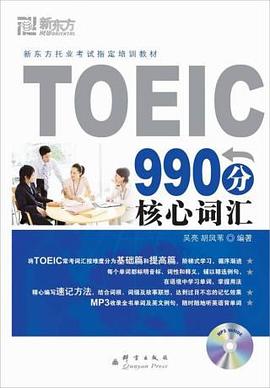 新东方
新东方托业考试指定培训教材
TOEIC
990分
核心词汇
吴亮 胡凤苇 ◎ 编著
将TOEIC常考词汇按难度分为基础篇和提高篇，阶梯式学习，循序渐进
每个单词都标明音标、词性和释义，辅以精选例句，
在语境中学习单词，掌握用法
精心编写速记方法，结合词根、词缀及故事联想，达到过目不忘的记忆效果
MP3收录全书单词及英文例句，随时随地听英语背单词
MP3 INSIDE
群言出版社
Qunyan Press